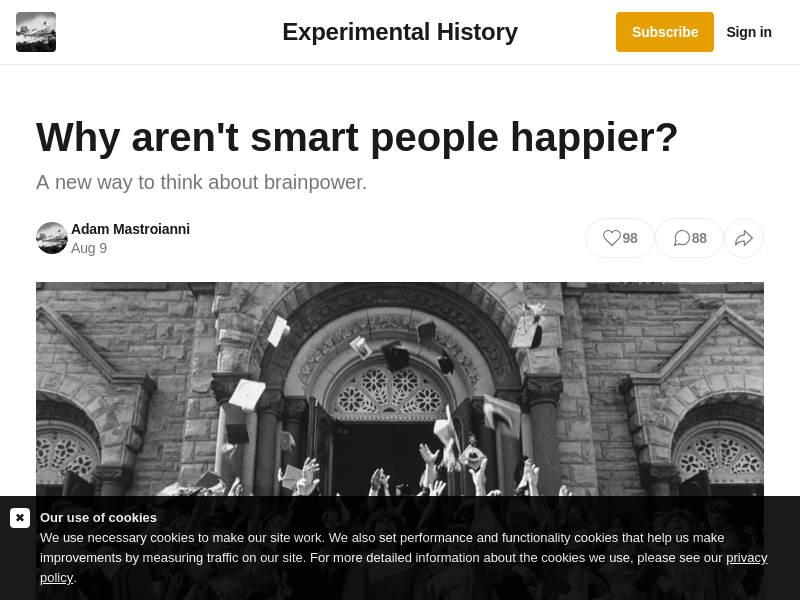 Experimental History
Subscribe
Sign in
Why aren't smart people happier?
A new way to think about brainpower.
Adam Mastroianni
Aug 9
98
88
Our use of cookies
We use necessary cookies to make our site work. We also set performance and functionality cookies that help us make
improvements by measuring traffic on our site. For more detailed information about the cookies we use, please see our privacy
policy.